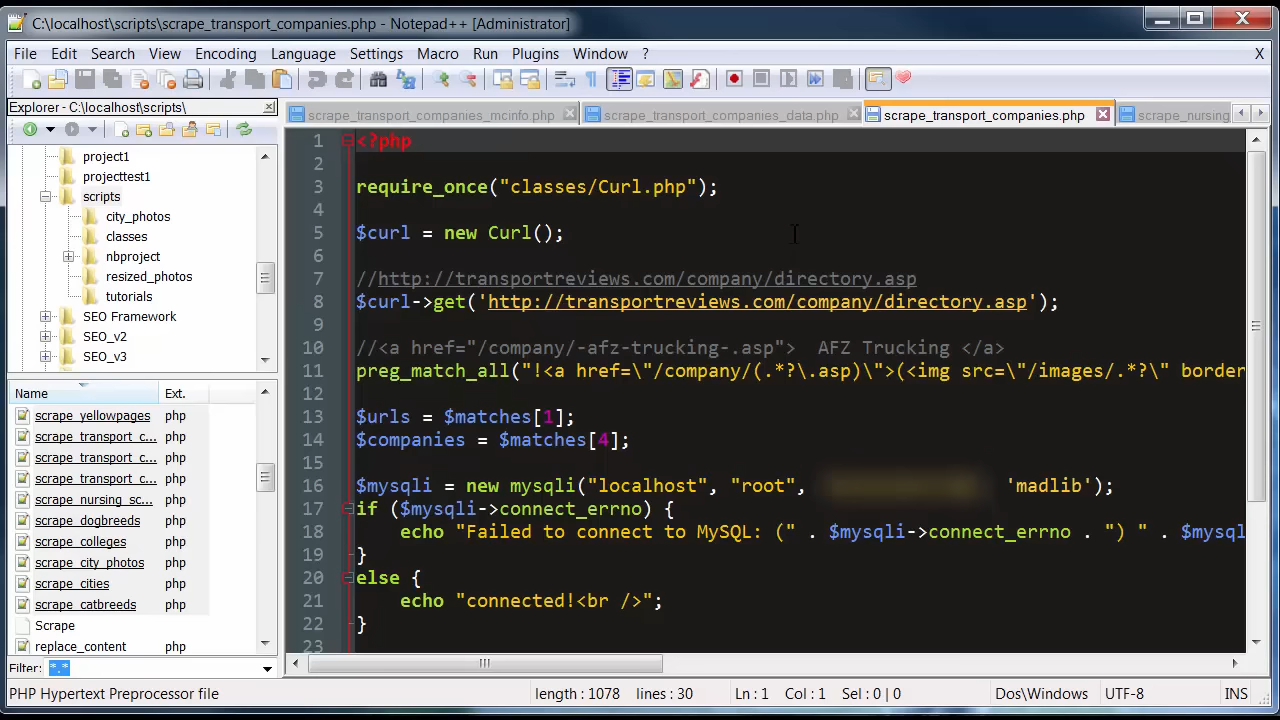 C:\localhost\scripts\scrape_transport_companies.php - Notepad++ [Administrator]
File Edit Search View Encoding Language Settings Macro Run Plugins Window ? X
Explorer - C:\localhost\scripts\
project1
projecttest1
scripts
city_photos
classes
nbproject
resized_photos
tutorials
SEO Framework
SEO_v2
SEO_v3
Name Ext.
scrape_yellowpages php
scrape_transport_c... php
scrape_transport_c... php
scrape_transport_c... php
scrape_nursing_sc... php
scrape_dogbreeds php
scrape_colleges php
scrape_city_photos php
scrape_cities php
scrape_catbreeds php
Scrape
replace_content php
Filter: *.*
scrape_transport_companies_mcinfo.php scrape_transport_companies_data.php scrape_transport_companies.php scrape_nursing
1 <?php
2
3 require_once("classes/Curl.php");
4
5 $curl = new Curl();
6
7 //http://transportreviews.com/company/directory.asp
8 $curl->get('http://transportreviews.com/company/directory.asp');
9
10 //<a href="/company/-afz-trucking-.asp">  AFZ Trucking </a>
11 preg_match_all("!<a href=\"/company/(.*?\.asp)\">(<img src=\"/images/.*?\" border
12
13 $urls = $matches[1];
14 $companies = $matches[4];
15
16 $mysqli = new mysqli("localhost", "root", 'madlib');
17 if ($mysqli->connect_errno) {
18 echo "Failed to connect to MySQL: (" . $mysqli->connect_errno . ") " . $mysql
19 }
20 else {
21 echo "connected!<br />";
22 }
23
PHP Hypertext Preprocessor file length : 1078 lines : 30 Ln : 1 Col : 1 Sel : 0 | 0 Dos\Windows UTF-8 INS